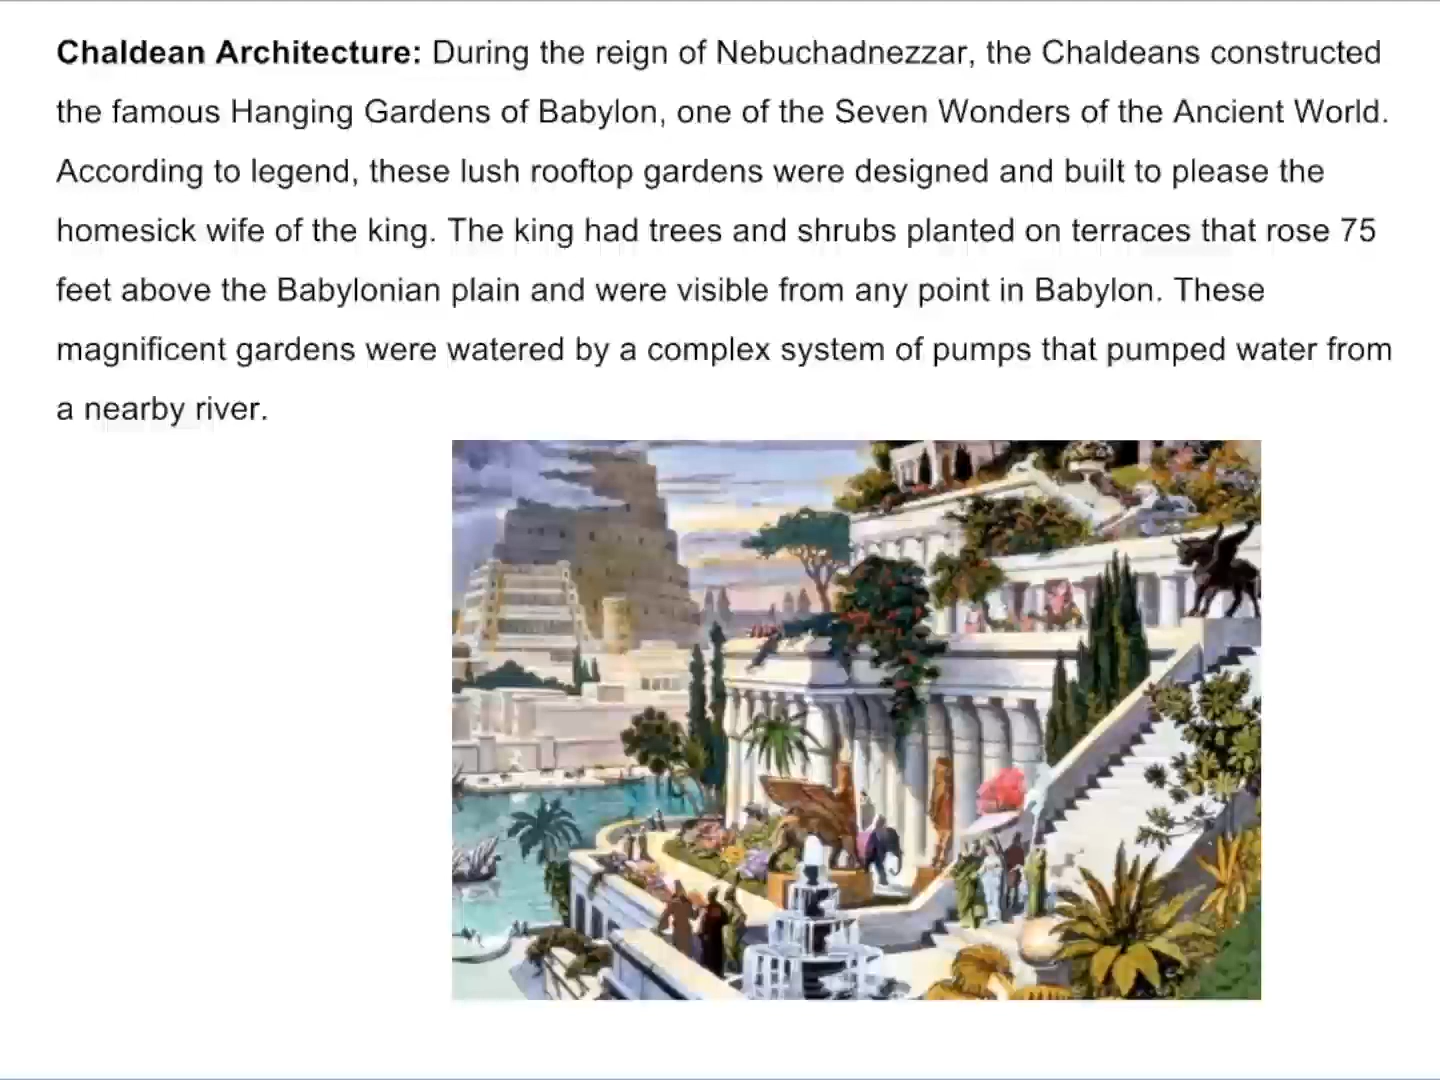 Chaldean Architecture: During the reign of Nebuchadnezzar, the Chaldeans constructed
the famous Hanging Gardens of Babylon, one of the Seven Wonders of the Ancient World.
According to legend, these lush rooftop gardens were designed and built to please the
homesick wife of the king. The king had trees and shrubs planted on terraces that rose 75
feet above the Babylonian plain and were visible from any point in Babylon. These
magnificent gardens were watered by a complex system of pumps that pumped water from
a nearby river.